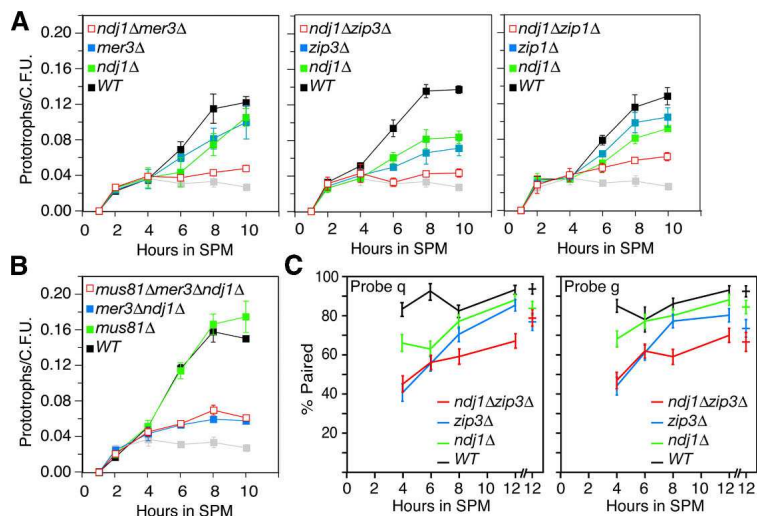 A
ndj1Δmer3Δ
mer3Δ
ndj1Δ
WT
Prototrophs/C.F.U.
0.20
0.16
0.12
0.08
0.04
0.00
0 2 4 6 8 10
Hours in SPM
ndj1Δzip3Δ
zip3Δ
ndj1Δ
WT
0 2 4 6 8 10
Hours in SPM
ndj1Δzip1Δ
zip1Δ
ndj1Δ
WT
0 2 4 6 8 10
Hours in SPM
B
mus81Δmer3Δndj1Δ
mer3Δndj1Δ
mus81Δ
WT
Prototrophs/C.F.U.
0.20
0.16
0.12
0.08
0.04
0.00
0 2 4 6 8 10
Hours in SPM
C
Probe q
% Paired
100
80
60
40
20
ndj1Δzip3Δ
zip3Δ
ndj1Δ
WT
0 2 4 6 8 10 12 12
Hours in SPM
Probe g
ndj1Δzip3Δ
zip3Δ
ndj1Δ
WT
0 2 4 6 8 10 12 12
Hours in SPM